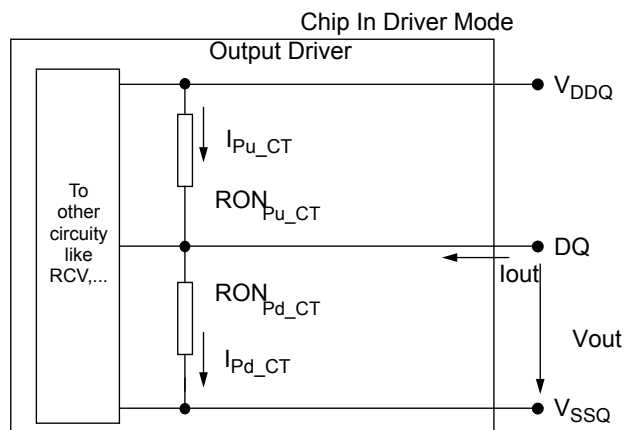 Chip In Driver Mode
Output Driver
VDDQ
IPu_CT
To
other
circuity
like
RCV,...
RONPu_CT
DQ
Iout
RONPd_CT
Vout
IPd_CT
VSSQ